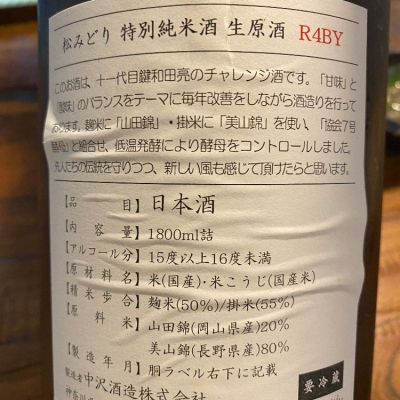 松みどり 特別純米酒 生原酒 R4BY
このお酒は、十一代目鍵和田亮のチャレンジ酒です。「甘味」と
「酸味」のバランスをテーマに毎年改善をしながら酒造りを行って
おります。麹米に「山田錦」・掛米に「美山錦」を使い、「協会7号
酵母」と組合せ、低温発酵により酵母をコントロールしました。
先人たちの伝統を守りつつ、新しい風も感じて頂けたらと思います。
【品目】日本酒
【内容量】1800ml詰
【アルコール分】15度以上16度未満
【原材料名】米(国産)・米こうじ(国産米)
【精米歩合】麹米(50%)/掛米(55%)
【原料米】山田錦(岡山県産)20%
美山錦(長野県産)80%
【製造年月】胴ラベル右下に記載
製造者 中沢酒造株式会社
神奈川
要冷蔵